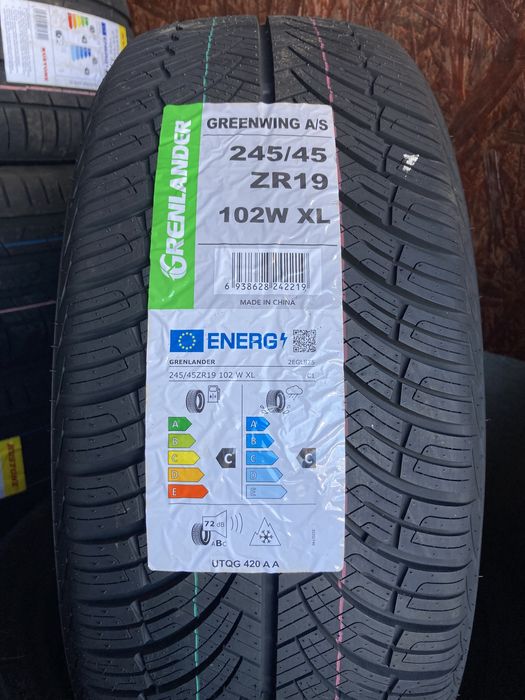 GRENLANDER
GREENWING A/S
245/45
ZR19
102W XL
6 938628 242219
MADE IN CHINA
ENERG
GRENLANDER
245/45ZR19 102 W XL
C1
A
B
C
D
E
C
A
B
C
D
E
C
72 dB
ABC
UTQG 420 A A